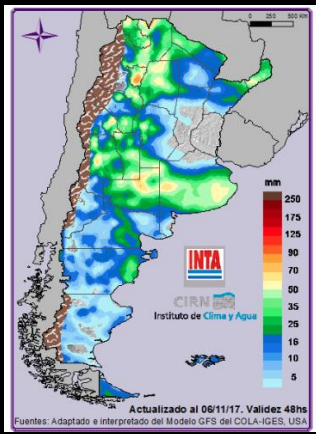 0 250 500 Km
mm
250
175
125
90
70
50
35
25
16
10
5
INTA
CIRN
Instituto de Clima y Agua
Actualizado al 06/11/17. Validez 48hs
Fuentes: Adaptado e interpretado del Modelo GFS del COLA-IGES, USA